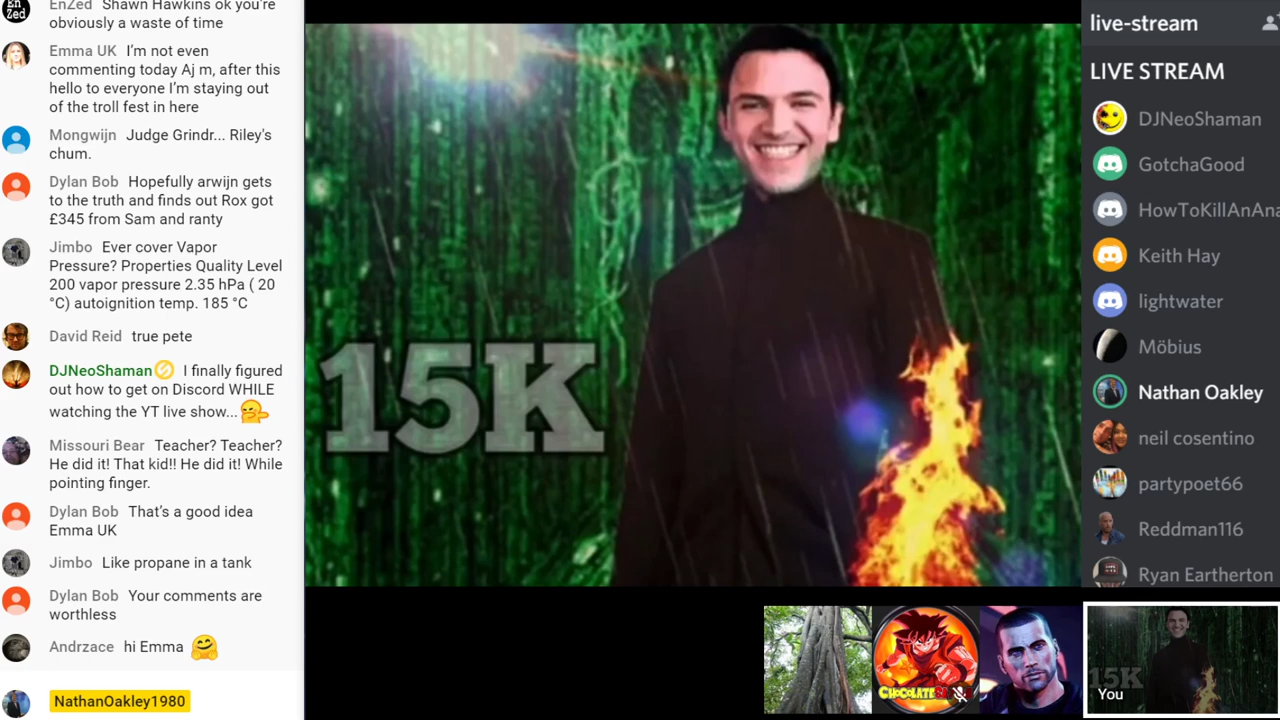 EnZed Shawn Hawkins ok you're
obviously a waste of time
Emma UK I'm not even
commenting today Aj m, after this
hello to everyone I'm staying out
of the troll fest in here
Mongwijn Judge Grindr... Riley's
chum.
Dylan Bob Hopefully arwijn gets
to the truth and finds out Rox got
£345 from Sam and ranty
Jimbo Ever cover Vapor
Pressure? Properties Quality Level
200 vapor pressure 2.35 hPa ( 20
°C) autoignition temp. 185 °C
David Reid true pete
DJNeoShaman I finally figured
out how to get on Discord WHILE
watching the YT live show...
Missouri Bear Teacher? Teacher?
He did it! That kid!! He did it! While
pointing finger.
Dylan Bob That's a good idea
Emma UK
Jimbo Like propane in a tank
Dylan Bob Your comments are
worthless
Andrzace hi Emma
NathanOakley1980
En
Zed
15K
live-stream
LIVE STREAM
DJNeoShaman
GotchaGood
HowToKillAnAna
Keith Hay
lightwater
Möbius
Nathan Oakley
neil cosentino
partypoet66
Reddman116
Ryan Eartherton
15K
You